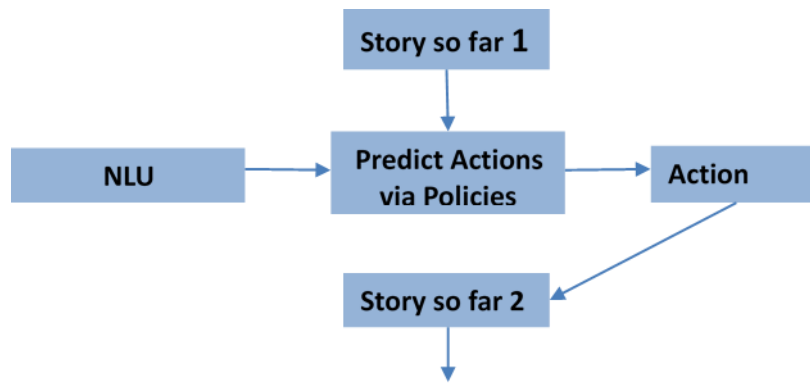 Story so far 1
NLU
Predict Actions
via Policies
Action
Story so far 2